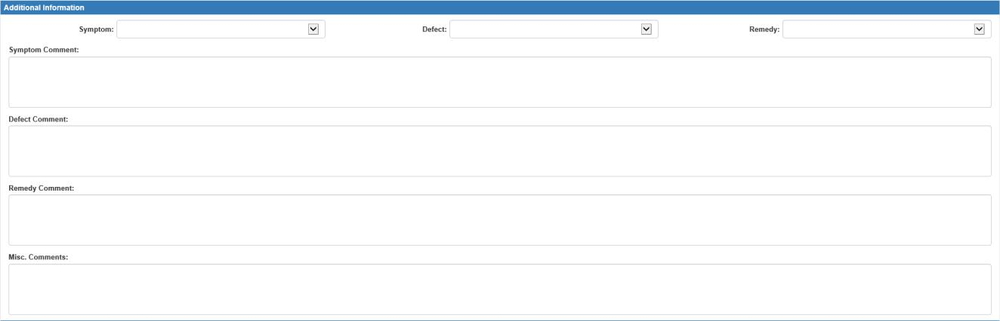 Additional Information
Symptom: Defect: Remedy:
Symptom Comment:
Defect Comment:
Remedy Comment:
Misc. Comments: